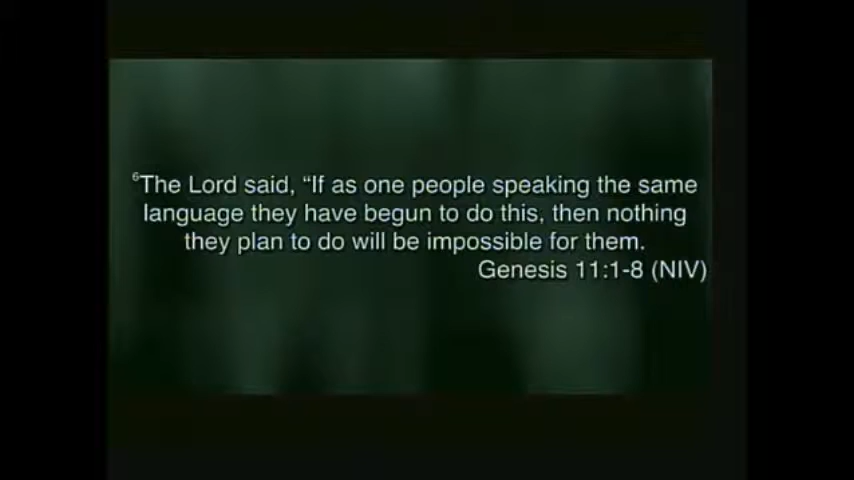 ⁶The Lord said, “If as one people speaking the same
language they have begun to do this, then nothing
they plan to do will be impossible for them.
Genesis 11:1-8 (NIV)